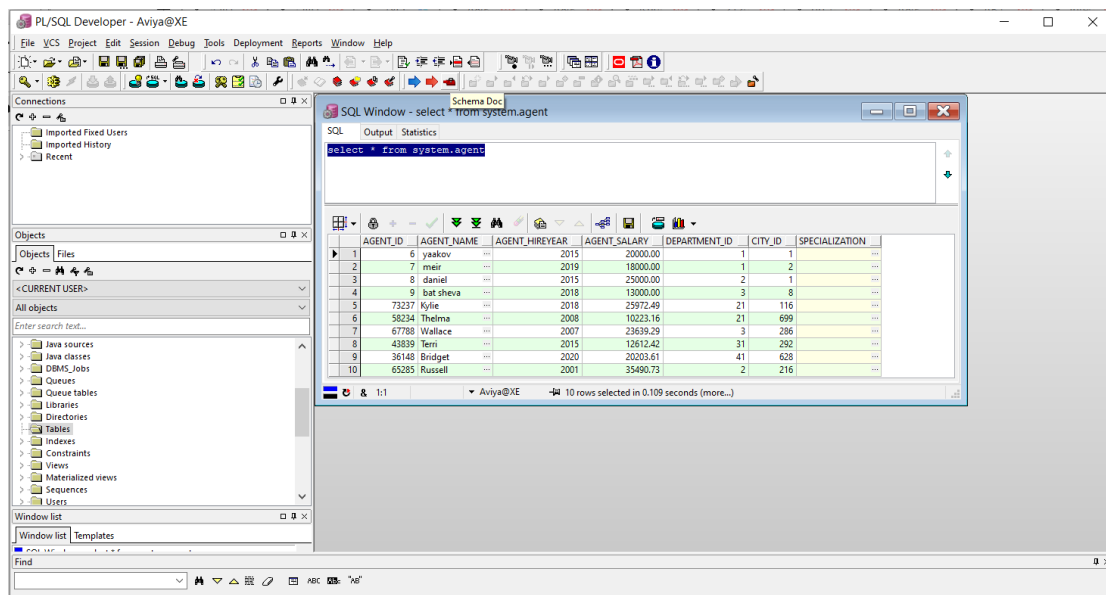 PL/SQL Developer - Aviya@XE
File VCS Project Edit Session Debug Tools Deployment Reports Window Help
Connections
Imported Fixed Users
Imported History
Recent
Objects
Objects Files
<CURRENT USER>
All objects
Enter search text...
Java sources
Java classes
DBMS_Jobs
Queues
Queue tables
Libraries
Directories
Tables
Indexes
Constraints
Views
Materialized views
Sequences
Users
Window list
Window list Templates
Schema Doc
SQL Window - select * from system.agent
SQL Output Statistics
select * from system.agent
AGENT_ID AGENT_NAME AGENT_HIREYEAR AGENT_SALARY DEPARTMENT_ID CITY_ID SPECIALIZATION
1 6 yaakov ... 2015 20000.00 1 1 ...
2 7 meir ... 2019 18000.00 1 2 ...
3 8 daniel ... 2015 25000.00 2 1 ...
4 9 bat sheva ... 2018 13000.00 3 8 ...
5 73237 Kylie ... 2018 25972.49 21 116 ...
6 58234 Thelma ... 2008 10223.16 21 699 ...
7 67788 Wallace ... 2007 23639.29 3 286 ...
8 43839 Terri ... 2015 12612.42 31 292 ...
9 36148 Bridget ... 2020 20203.61 41 628 ...
10 65285 Russell ... 2001 35490.73 2 216 ...
& 1:1 Aviya@XE 10 rows selected in 0.109 seconds (more...)
Find
ABC "AB"